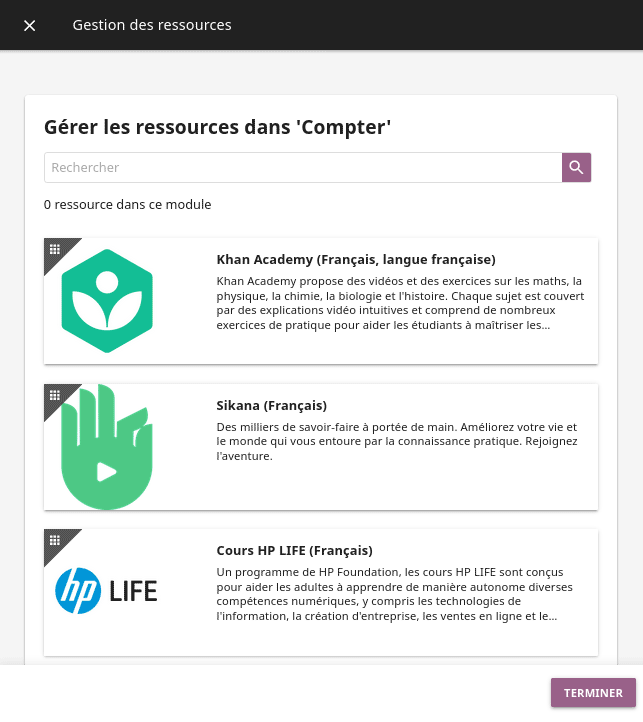 Gestion des ressources
Gérer les ressources dans 'Compter'
Rechercher
0 ressource dans ce module
Khan Academy (Français, langue française)
Khan Academy propose des vidéos et des exercices sur les maths, la
physique, la chimie, la biologie et l'histoire. Chaque sujet est couvert
par des explications vidéo intuitives et comprend de nombreux
exercices de pratique pour aider les étudiants à maîtriser les…
Sikana (Français)
Des milliers de savoir-faire à portée de main. Améliorez votre vie et
le monde qui vous entoure par la connaissance pratique. Rejoignez
l'aventure.
hp LIFE
Cours HP LIFE (Français)
Un programme de HP Foundation, les cours HP LIFE sont conçus
pour aider les adultes à apprendre de manière autonome diverses
compétences numériques, y compris les technologies de
l'information, la création d'entreprise, les ventes en ligne et le…
TERMINER